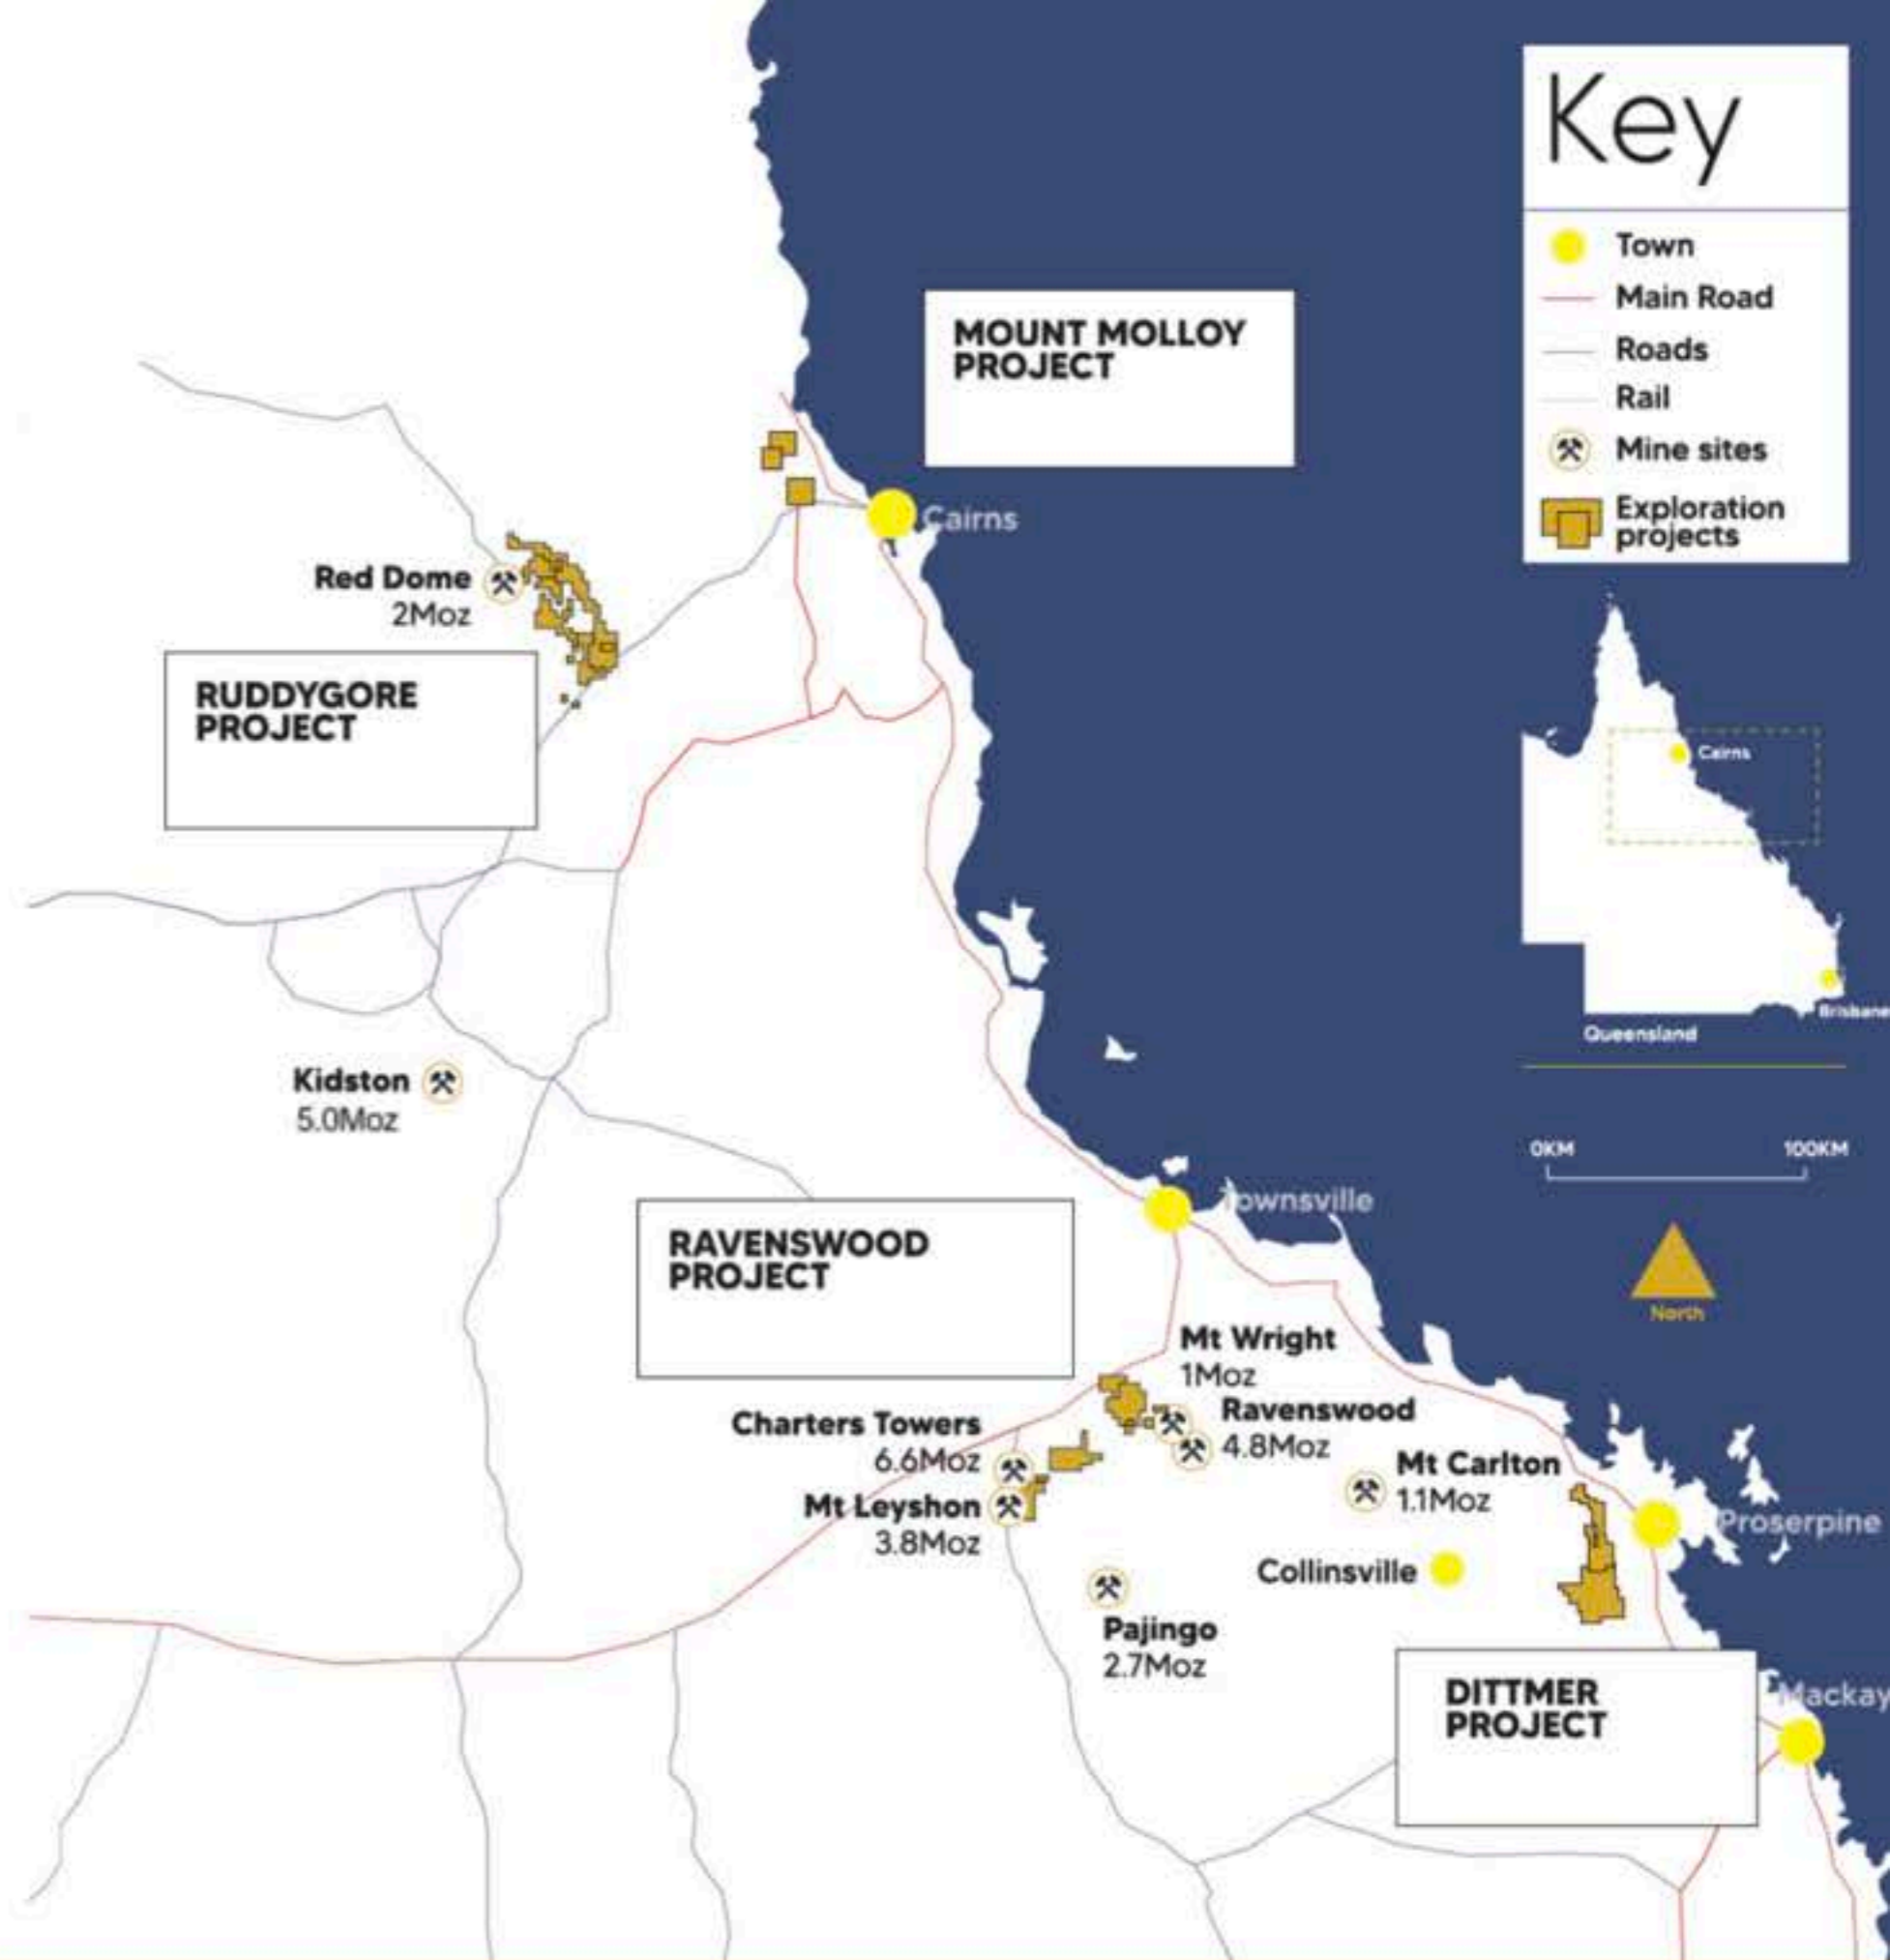 Key
Town
Main Road
Roads
Rail
Mine sites
Exploration
projects
MOUNT MOLLOY
PROJECT
Cairns
Red Dome
2Moz
RUDDYGORE
PROJECT
Cairns
Brisbane
Queensland
Kidston
5.0Moz
0KM 100KM
Townsville
RAVENSWOOD
PROJECT
North
Mt Wright
1Moz
Charters Towers
6.6Moz
Ravenswood
4.8Moz
Mt Carlton
1.1Moz
Mt Leyshon
3.8Moz
Proserpine
Collinsville
Pajingo
2.7Moz
DITTMER
PROJECT
Mackay